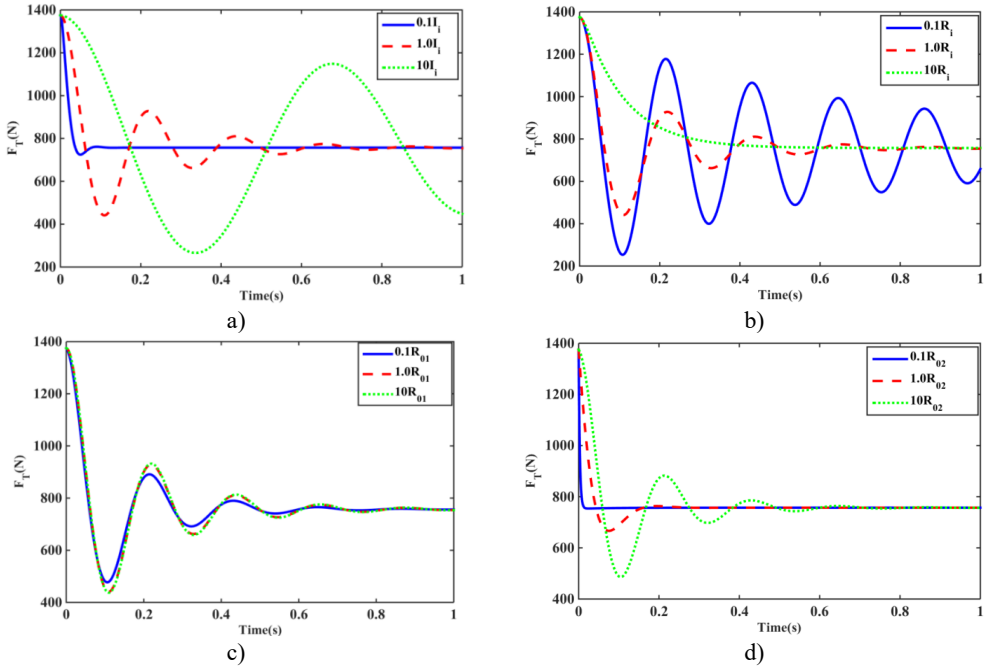 1400
1200
1000
800
600
400
200
F_T(N)
0
0.2
0.4
0.6
0.8
1
Time(s)
0.1I_i
1.0I_i
10I_i
a)
1400
1200
1000
800
600
400
200
F_T(N)
0
0.2
0.4
0.6
0.8
1
Time(s)
0.1R_i
1.0R_i
10R_i
b)
1400
1200
1000
800
600
400
F_T(N)
0
0.2
0.4
0.6
0.8
1
Time(s)
0.1R_01
1.0R_01
10R_01
c)
1400
1200
1000
800
600
400
F_T(N)
0
0.2
0.4
0.6
0.8
1
Time(s)
0.1R_02
1.0R_02
10R_02
d)